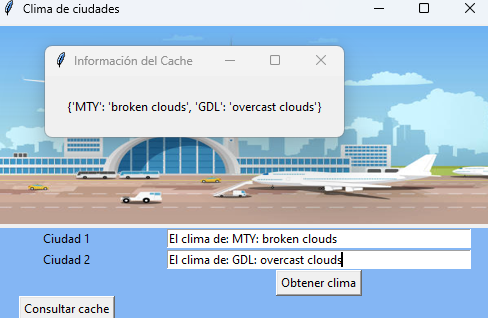 Clima de ciudades
Información del Cache
{'MTY': 'broken clouds', 'GDL': 'overcast clouds'}
Ciudad 1
El clima de: MTY: broken clouds
Ciudad 2
El clima de: GDL: overcast clouds
Obtener clima
Consultar cache